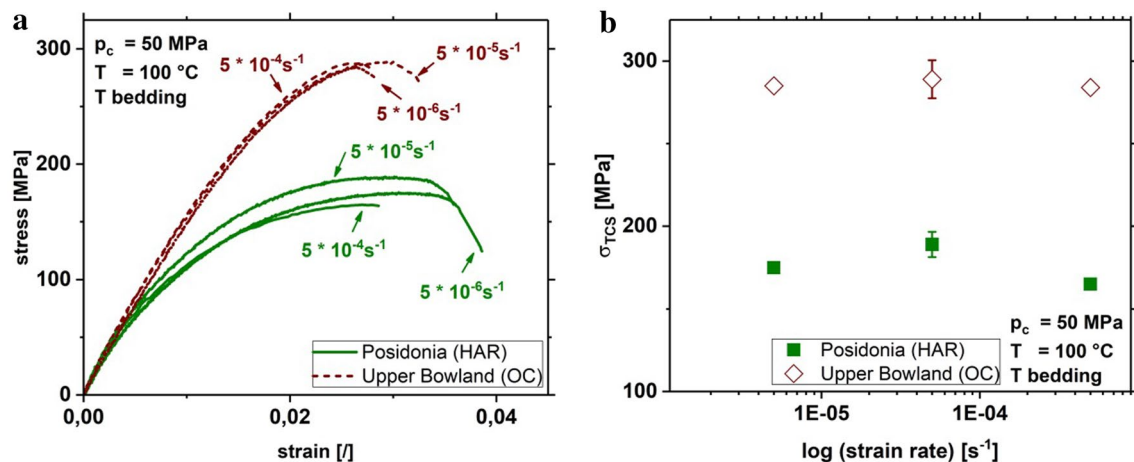 a
p_c = 50 MPa
T = 100 °C
T bedding
5 * 10^-4 s^-1
5 * 10^-5 s^-1
5 * 10^-6 s^-1
5 * 10^-5 s^-1
5 * 10^-4 s^-1
5 * 10^-6 s^-1
Posidonia (HAR)
Upper Bowland (OC)
300
200
100
0
stress [MPa]
0,00
0,02
0,04
strain [/]
b
300
200
100
σ_TCS [MPa]
p_c = 50 MPa
T = 100 °C
T bedding
Posidonia (HAR)
Upper Bowland (OC)
1E-05
1E-04
log (strain rate) [s^-1]